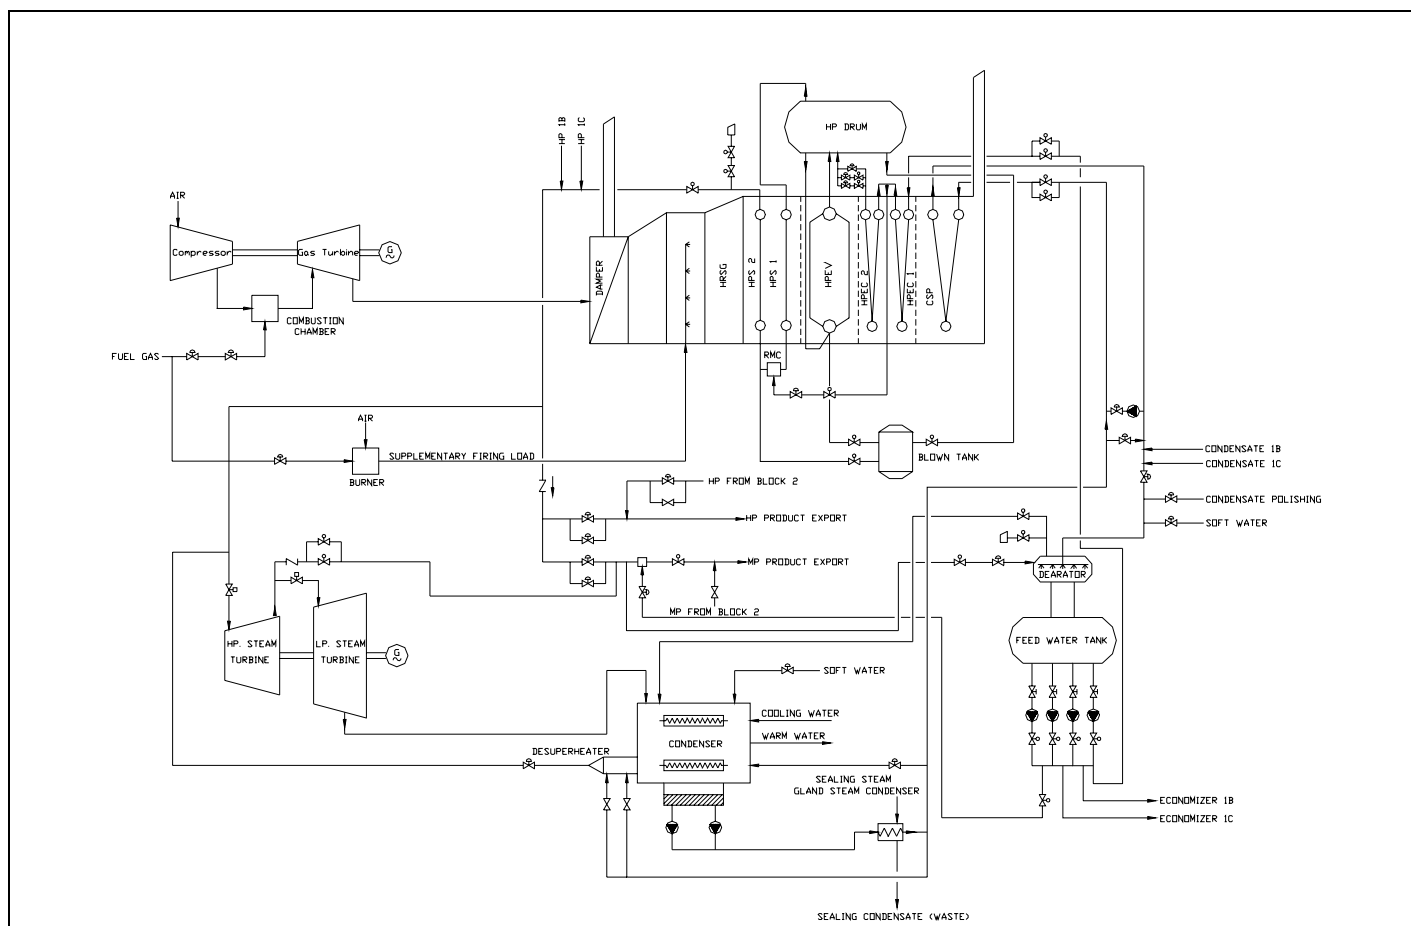 HP 1B
HP 1C
HP DRUM
AIR
Compressor
Gas Turbine
G
~
DAMPER
HRSG
HPS 2
HPS 1
HPEV
HPEC 2
HPEC 1
CSP
COMBUSTION
CHAMBER
FUEL GAS
RMC
AIR
SUPPLEMENTARY FIRING LOAD
BURNER
BLOWN TANK
CONDENSATE 1B
CONDENSATE 1C
HP FROM BLOCK 2
CONDENSATE POLISHING
HP PRODUCT EXPORT
SOFT WATER
MP PRODUCT EXPORT
DEARATOR
MP FROM BLOCK 2
HP. STEAM
TURBINE
LP. STEAM
TURBINE
G
~
FEED WATER TANK
SOFT WATER
COOLING WATER
WARM WATER
CONDENSER
DESUPERHEATER
SEALING STEAM
GLAND STEAM CONDENSER
ECONOMIZER 1B
ECONOMIZER 1C
SEALING CONDENSATE (WASTE)